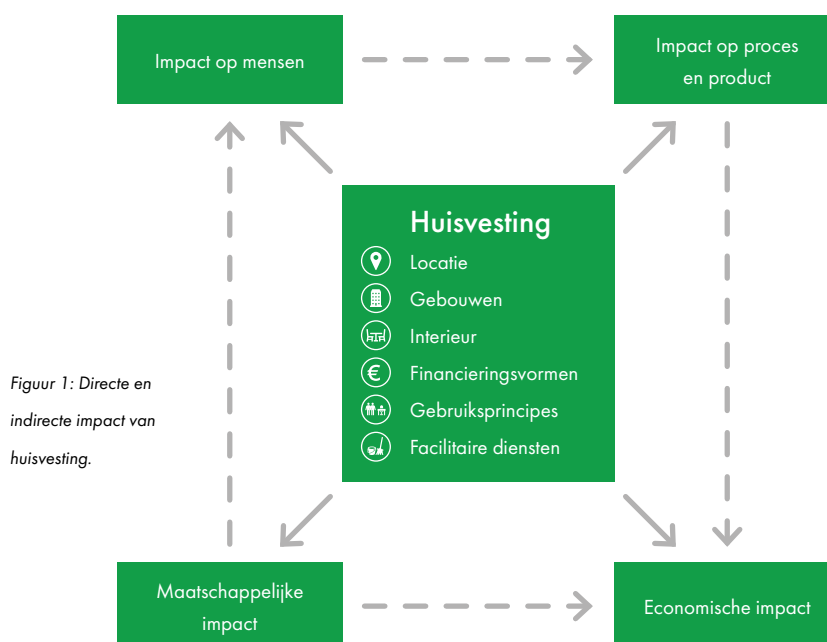 Impact op mensen
Impact op proces
en product
Huisvesting
Locatie
Gebouwen
Interieur
Financieringsvormen
Gebruiksprincipes
Facilitaire diensten
Figuur 1: Directe en
indirecte impact van
huisvesting.
Maatschappelijke
impact
Economische impact